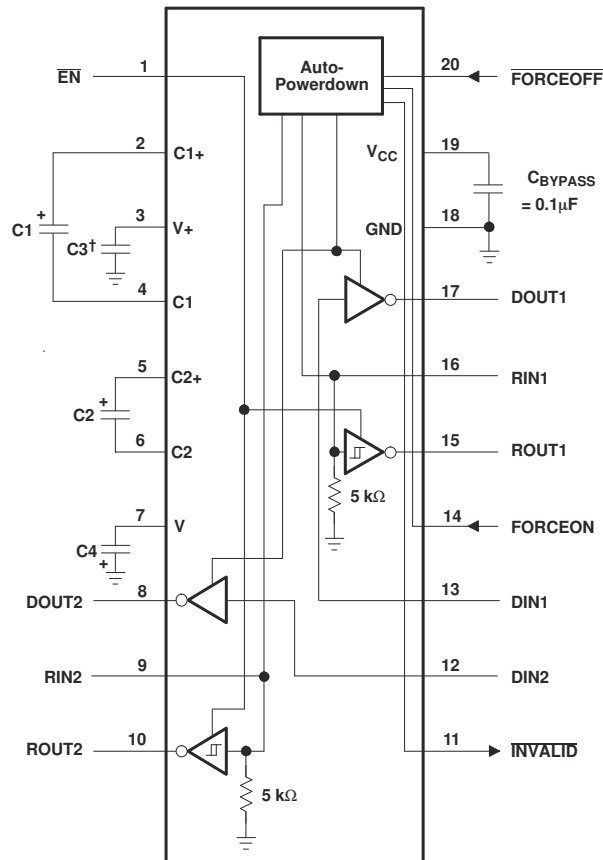 EN 1
Auto-
Powerdown
20 FORCEOFF
2 C1+
VCC 19
CBYPASS
= 0.1µF
C1 +
3 V+
C3†
GND 18
4 C1
17 DOUT1
5 C2+
16 RIN1
C2 +
6 C2
15 ROUT1
5 kΩ
7 V
14 FORCEON
C4 +
DOUT2 8
13 DIN1
RIN2 9
12 DIN2
ROUT2 10
11 INVALID
5 kΩ